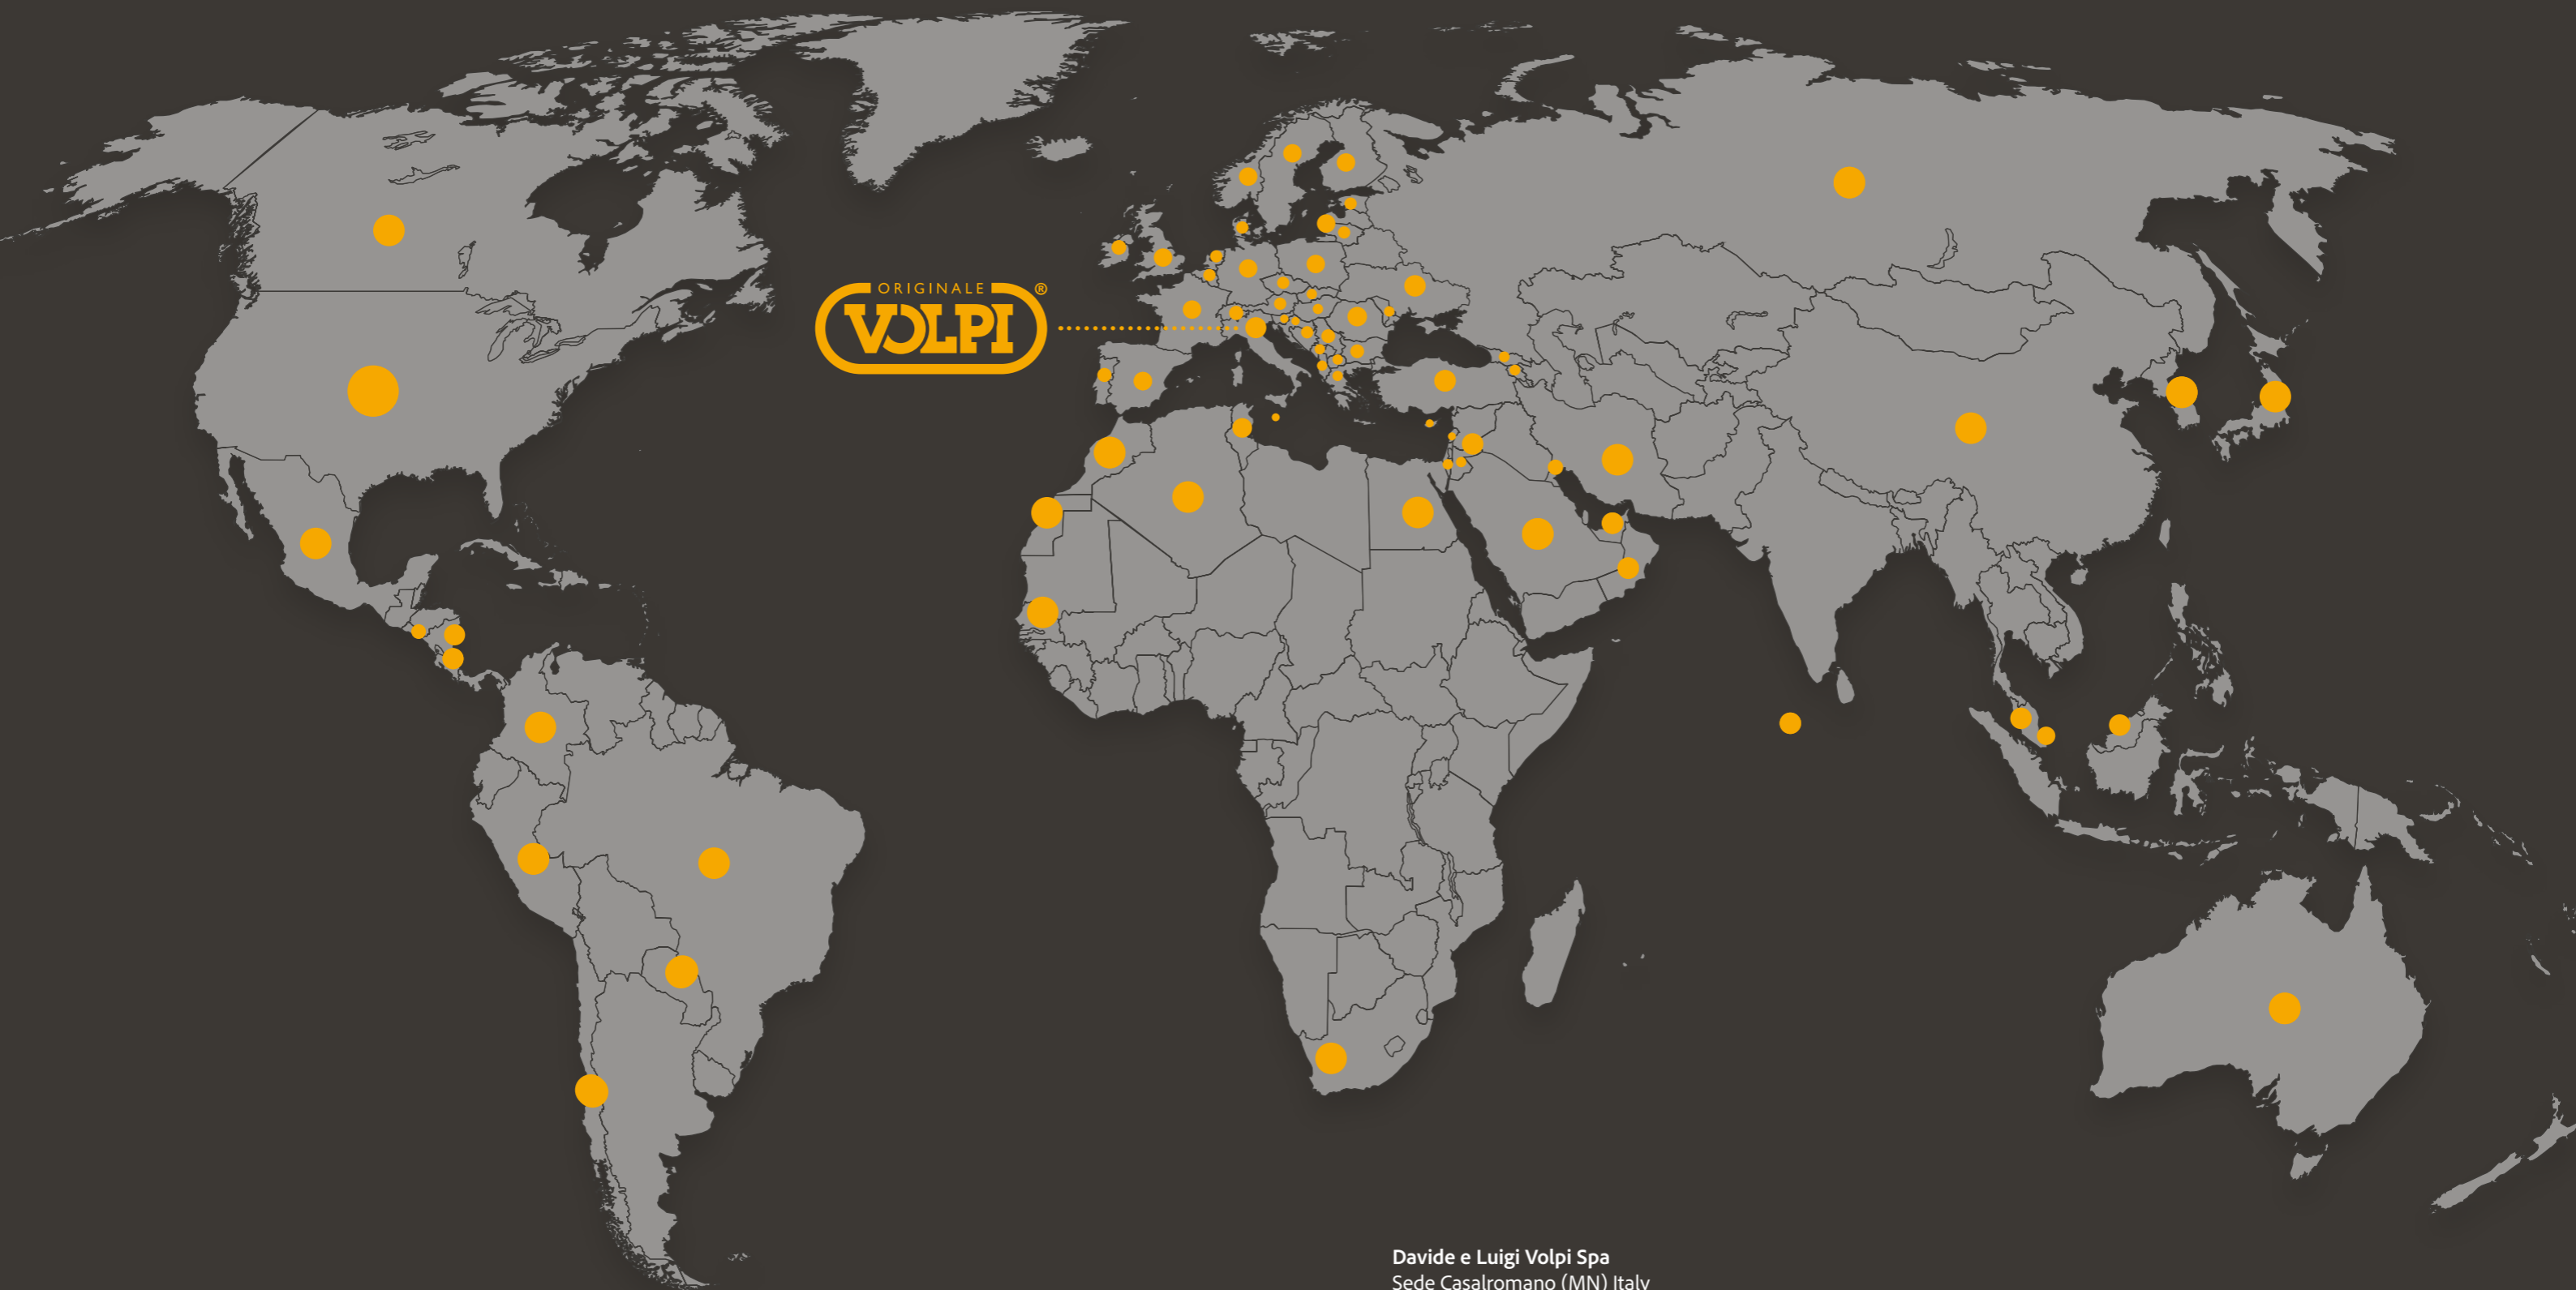 ORIGINALE ®
VOLPI
Davide e Luigi Volpi Spa
Sede Casalromano (MN) Italy